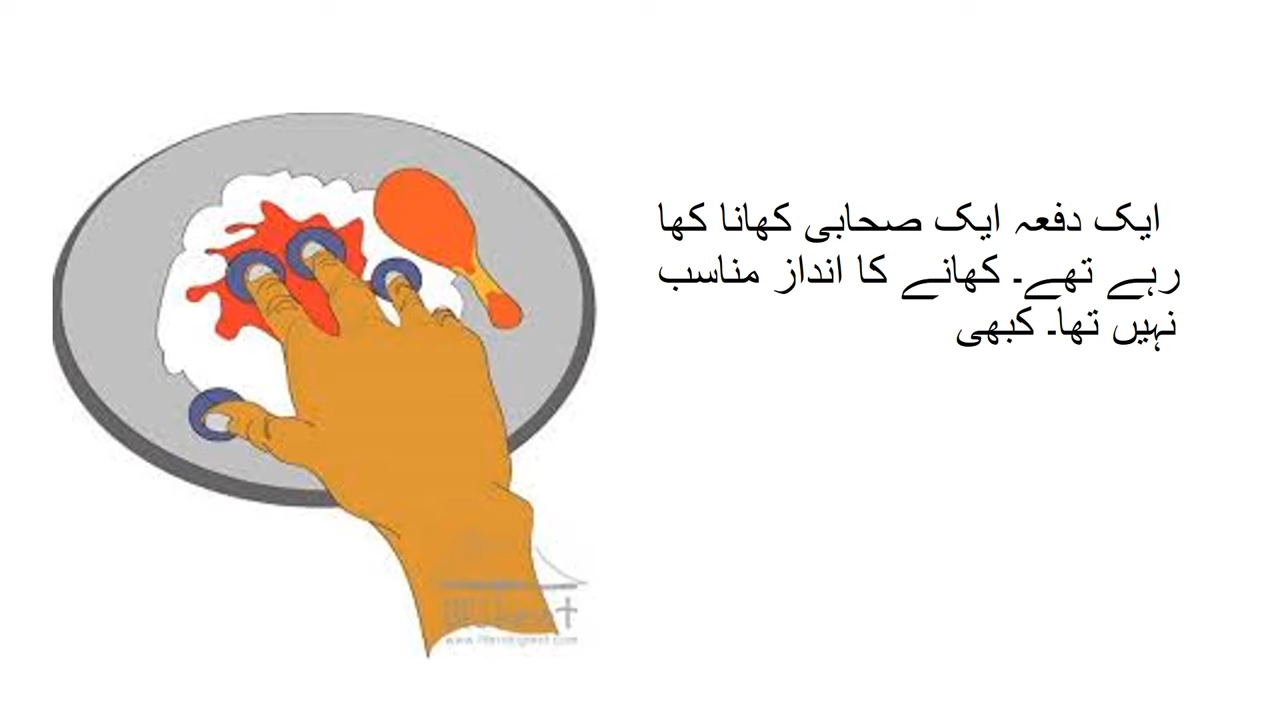 ایک دفعہ ایک صحابی کھانا کھا
رہے تھے۔ کھانے کا انداز مناسب
نہیں تھا۔ کبھی